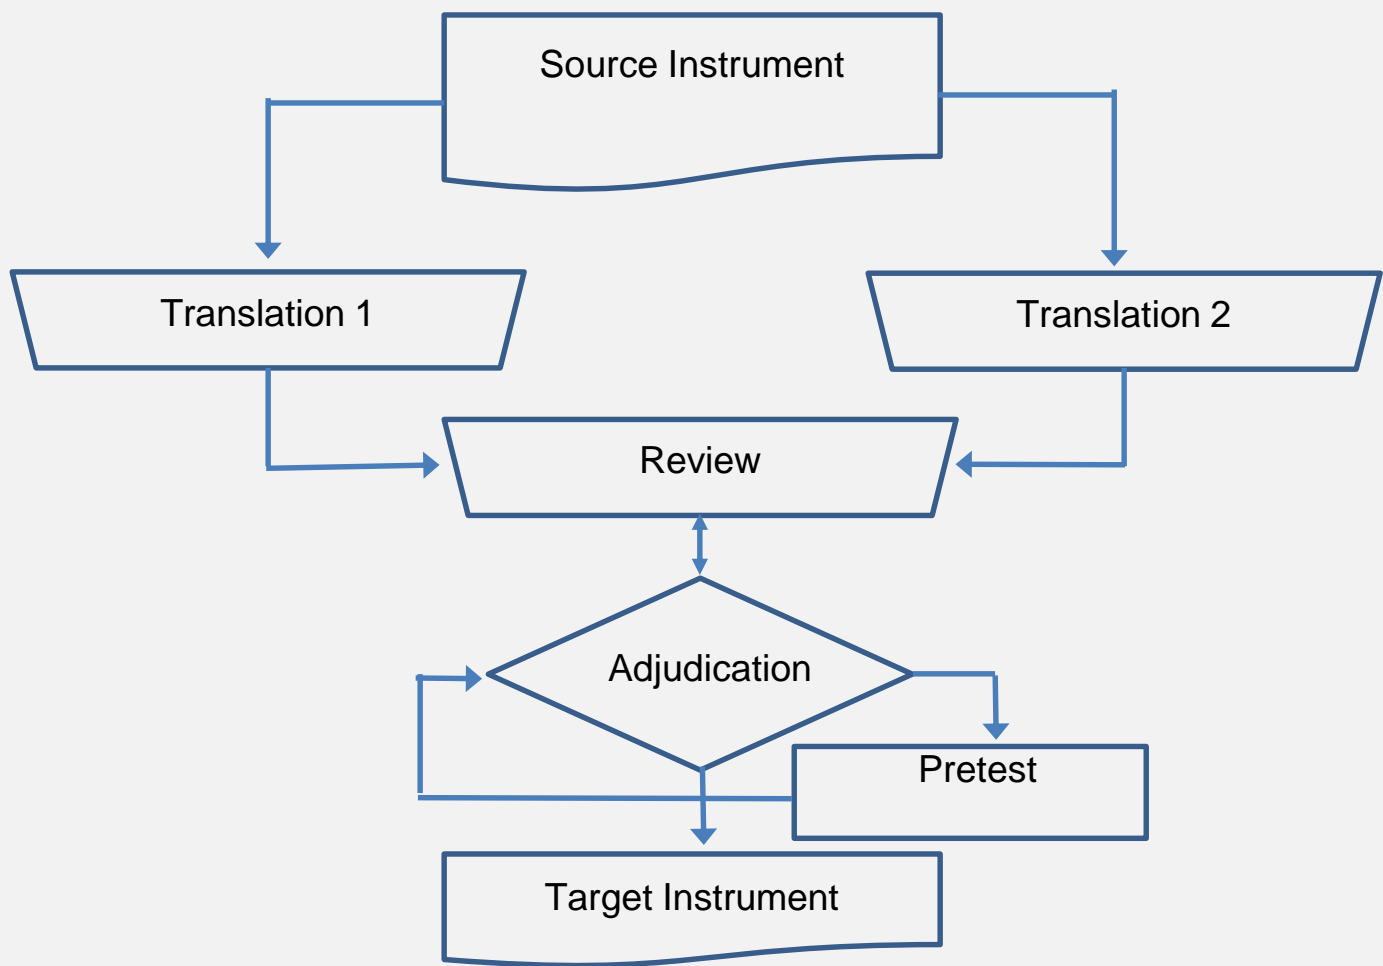 Source Instrument
Translation 1
Translation 2
Review
Adjudication
Pretest
Target Instrument